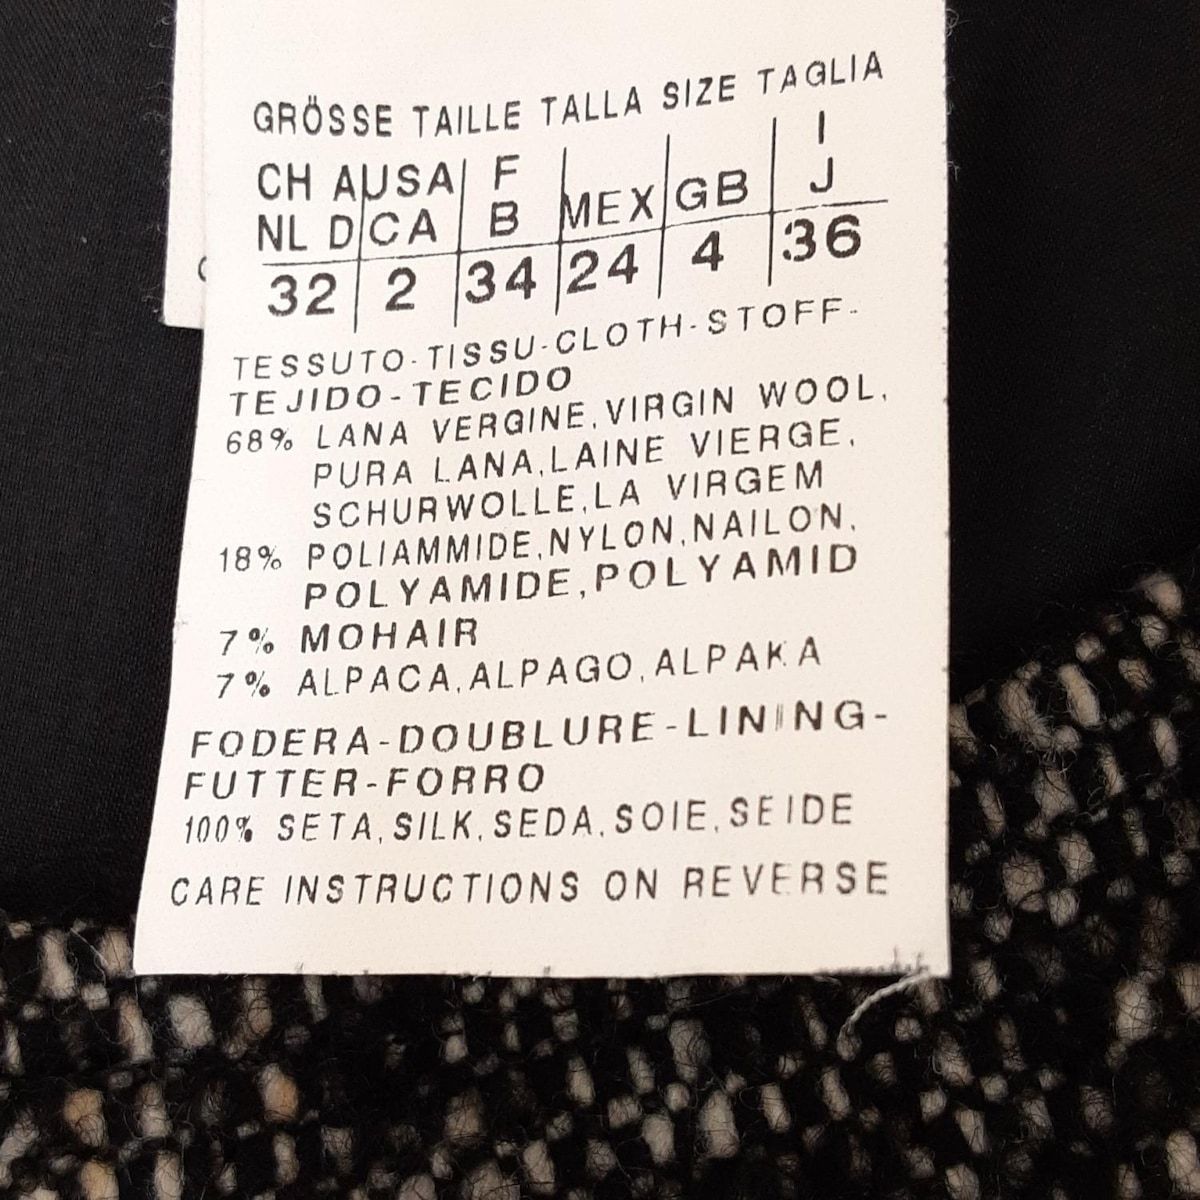 GRÖSSE TAILLE TALLA SIZE TAGLIA
CH A USA F MEX GB I
NL D CA B J
32 2 34 24 4 36
TESSUTO-TISSU-CLOTH-STOFF-
TEJIDO-TECIDO
68% LANA VERGINE,VIRGIN WOOL,
PURA LANA,LAINE VIERGE,
SCHURWOLLE,LA VIRGEM
18% POLIAMMIDE,NYLON,NAILON,
POLYAMIDE,POLYAMID
7% MOHAIR
7% ALPACA,ALPAGO,ALPAKA
FODERA-DOUBLURE-LINING-
FUTTER-FORRO
100% SETA,SILK,SEDA,SOIE,SEIDE
CARE INSTRUCTIONS ON REVERSE